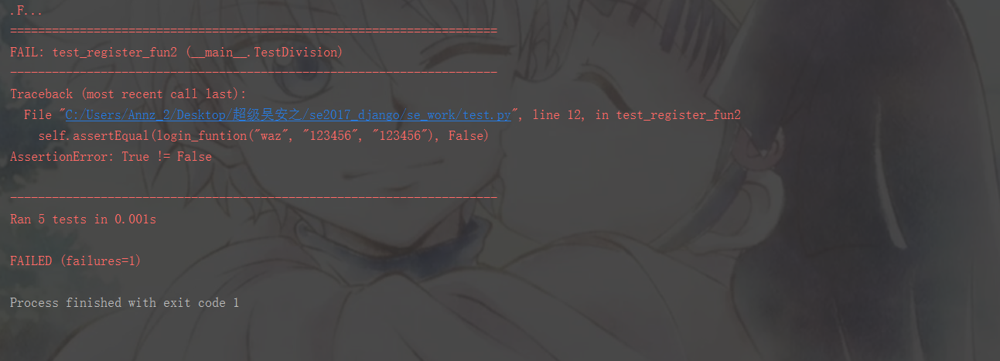 .F...
======================================================================
FAIL: test_register_fun2 (__main__.TestDivision)
----------------------------------------------------------------------
Traceback (most recent call last):
  File "C:/Users/Annz_2/Desktop/超级吴安之/se2017_django/se_work/test.py", line 12, in test_register_fun2
    self.assertEqual(login_funtion("waz", "123456", "123456"), False)
AssertionError: True != False
----------------------------------------------------------------------
Ran 5 tests in 0.001s
FAILED (failures=1)
Process finished with exit code 1